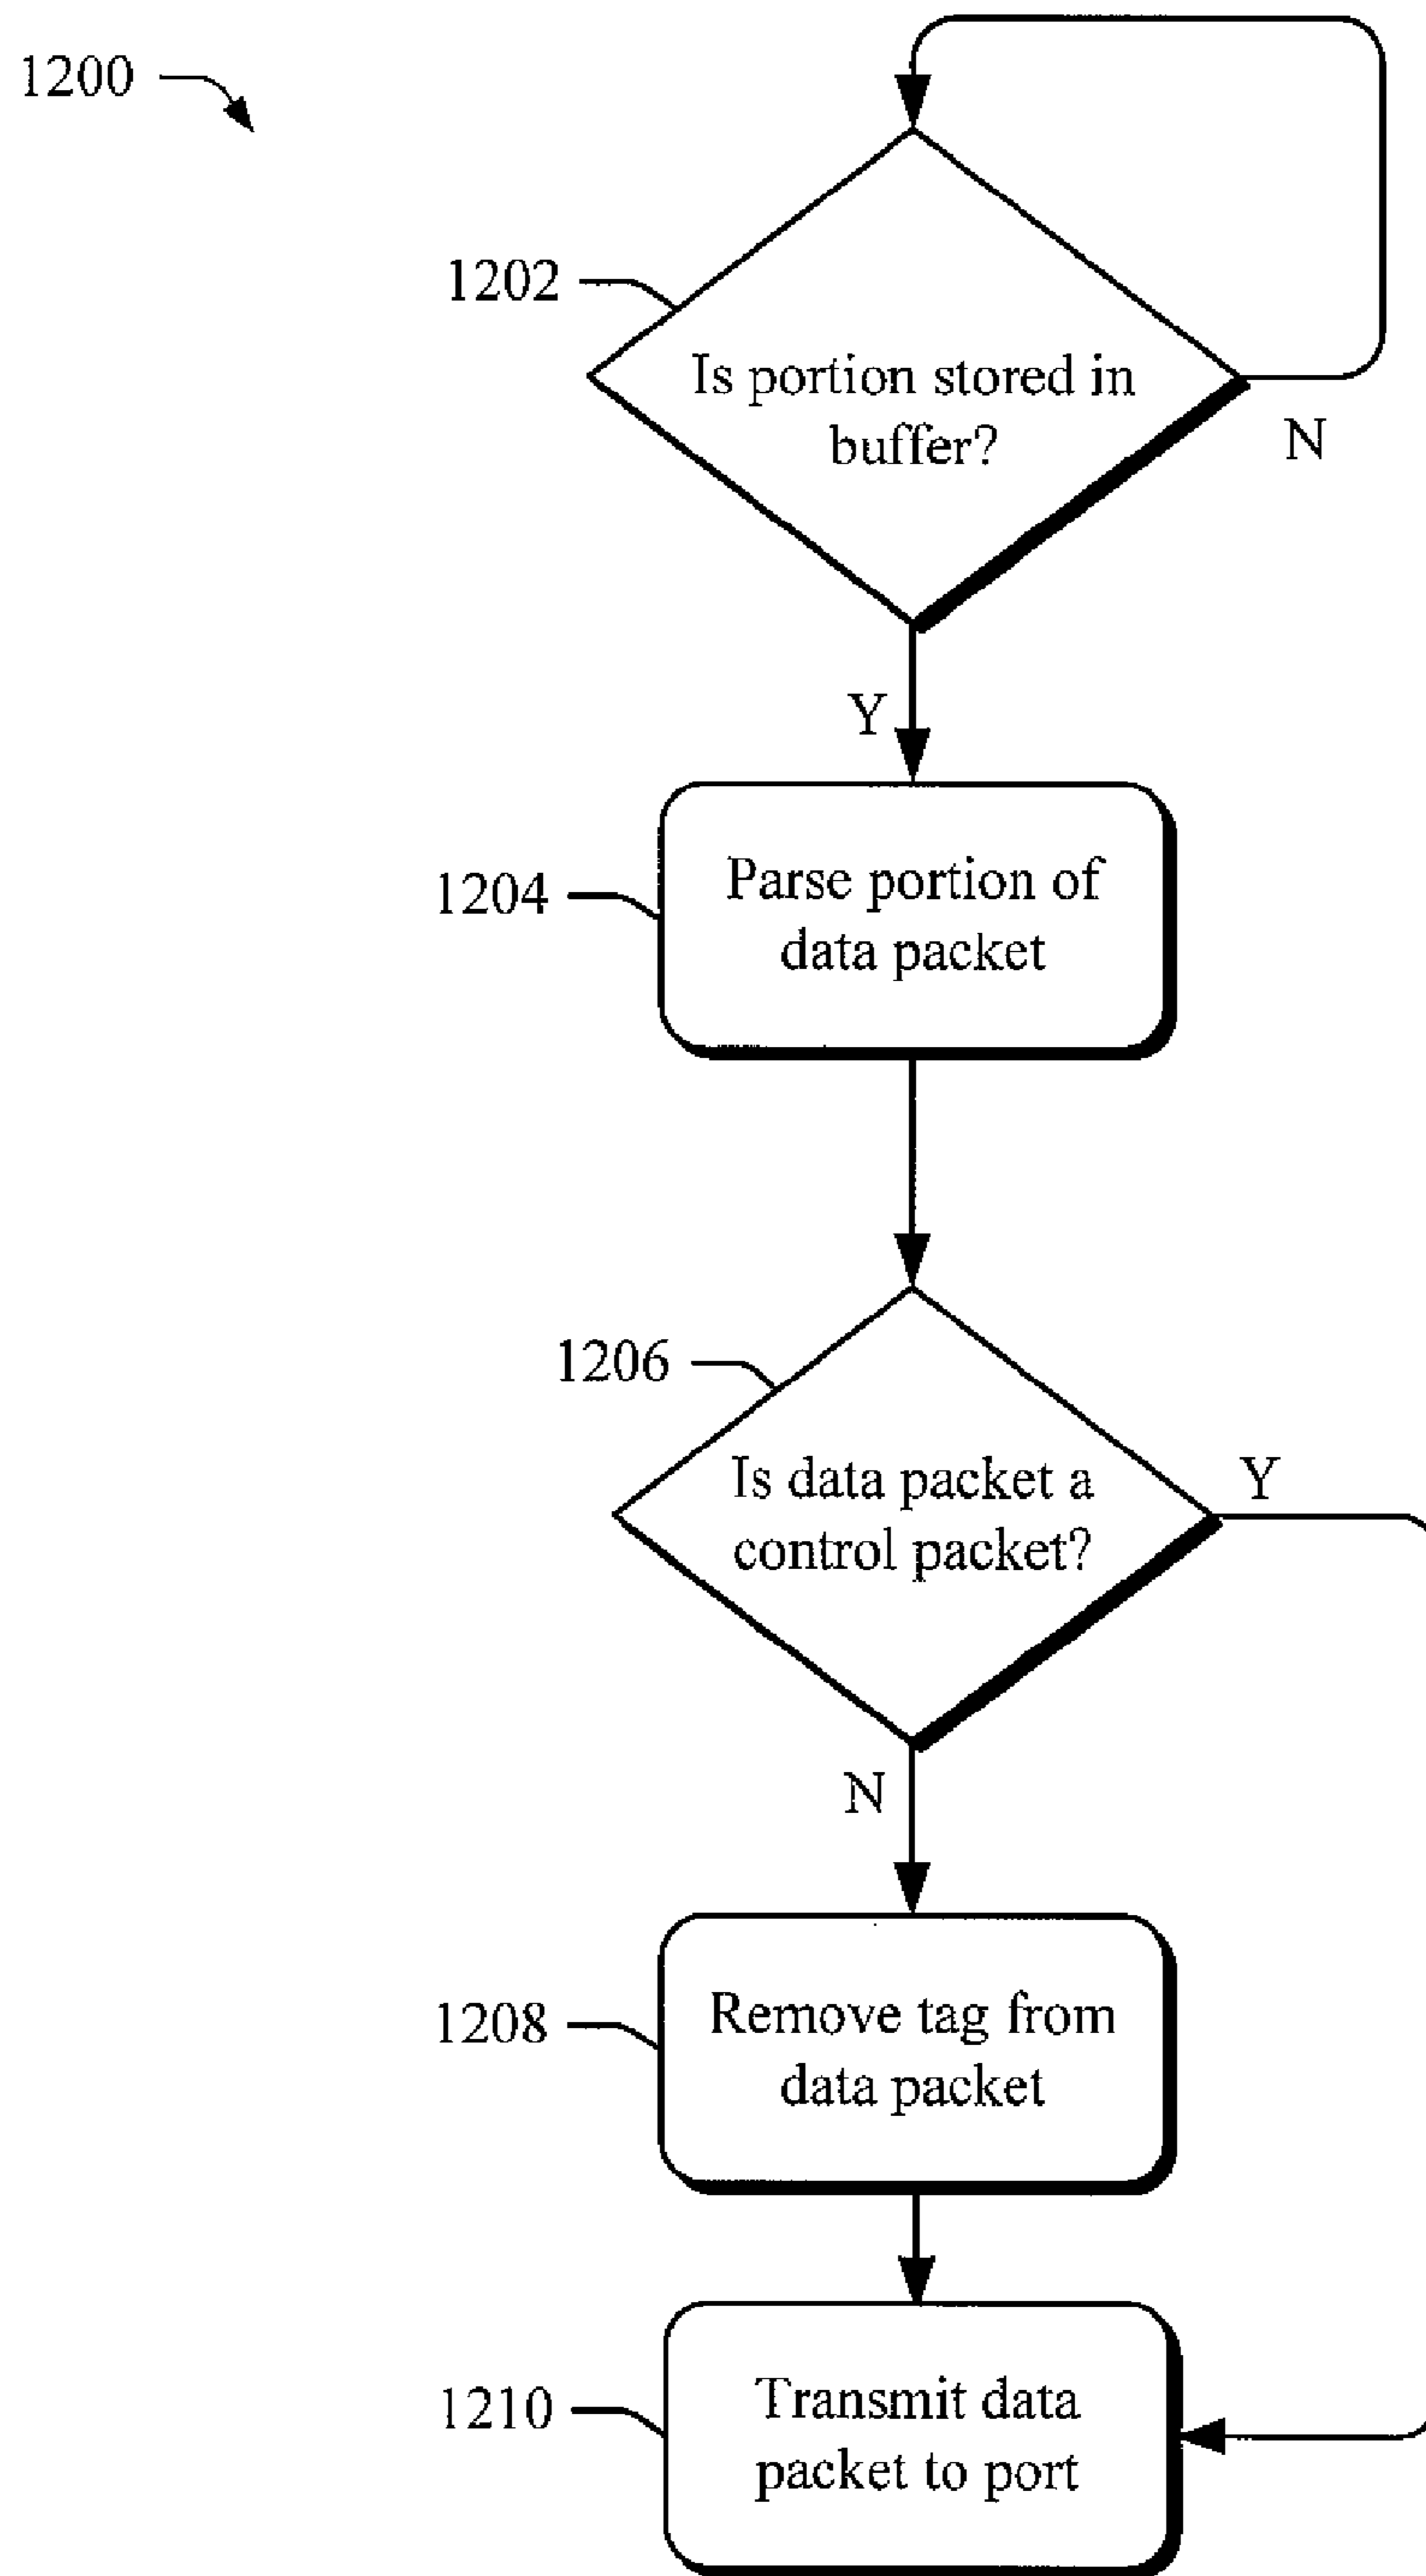 1200
1202
Is portion stored in
buffer?
N
Y
1204
Parse portion of
data packet
1206
Is data packet a
control packet?
Y
N
1208
Remove tag from
data packet
1210
Transmit data
packet to port